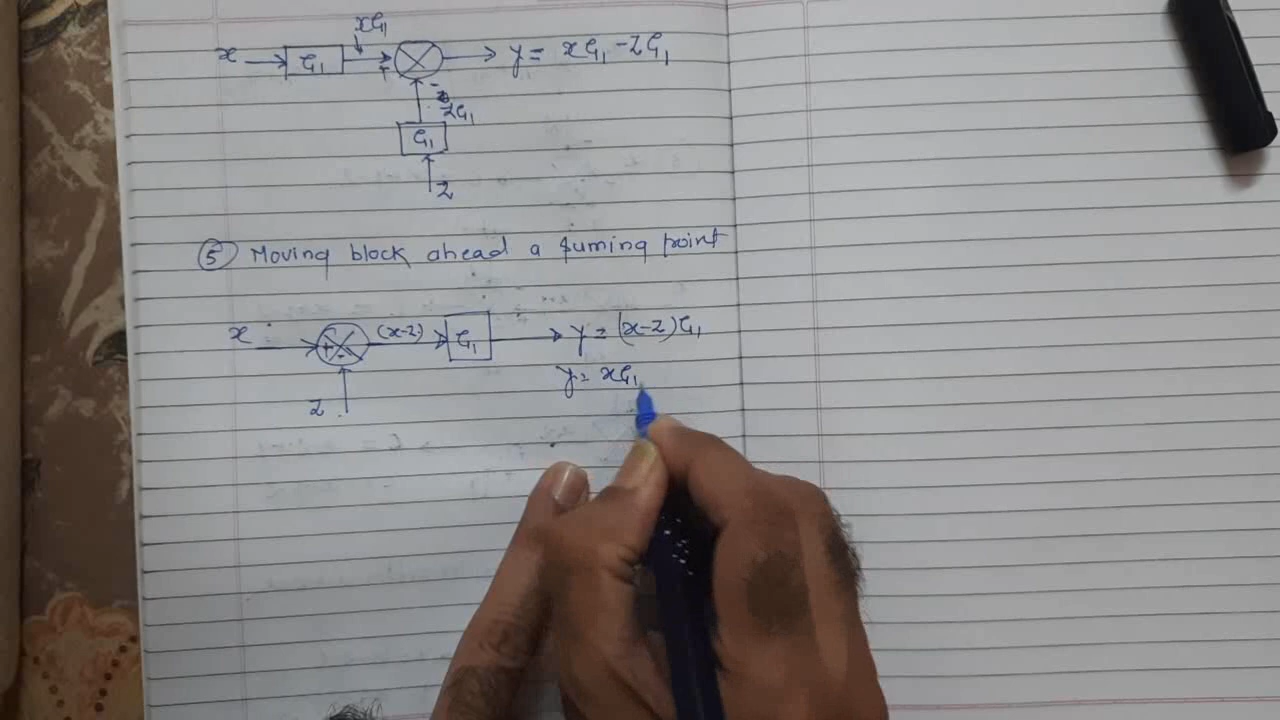 xG₁
x G₁ + y = xG₁ - ZG₁
-
ZG₁
G₁
Z
⑤ Moving block ahead a suming point
x + - (x-Z) G₁ y = (x-Z)G₁
y = xG₁
Z